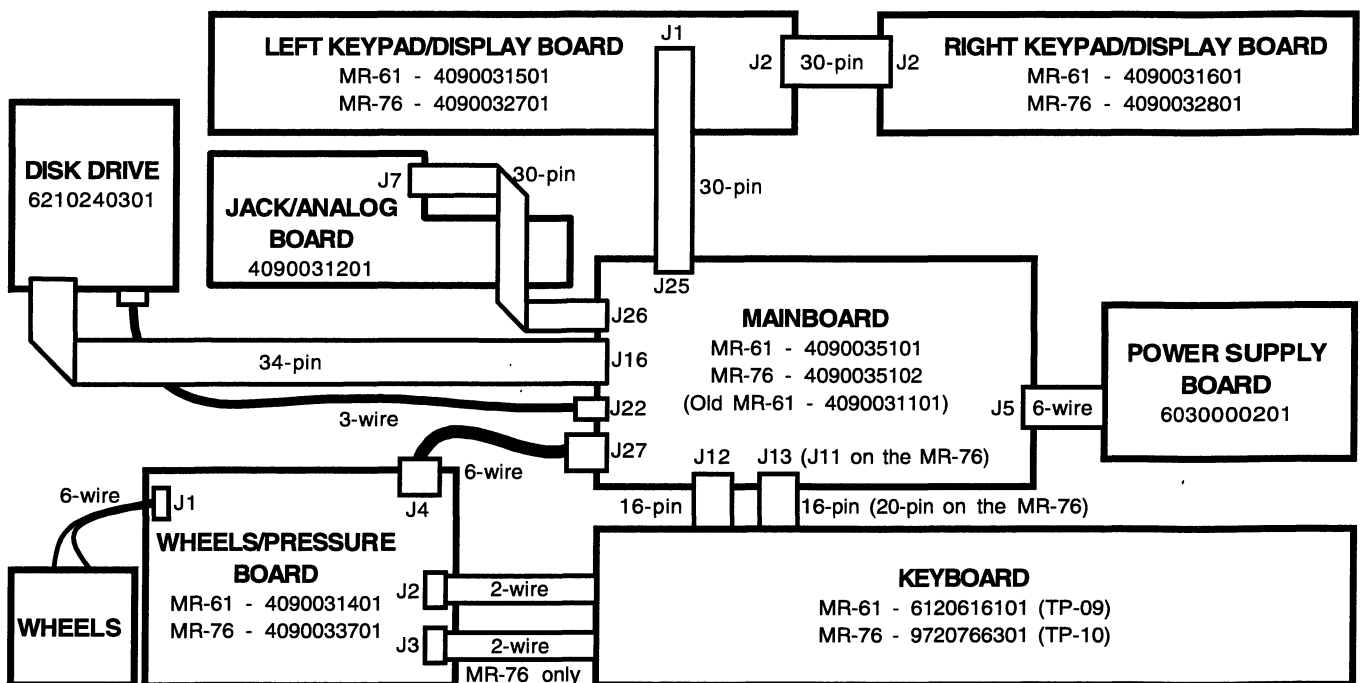 LEFT KEYPAD/DISPLAY BOARD
MR-61 - 4090031501
MR-76 - 4090032701
J1
J2
30-pin
J2
RIGHT KEYPAD/DISPLAY BOARD
MR-61 - 4090031601
MR-76 - 4090032801
DISK DRIVE
6210240301
J7
30-pin
JACK/ANALOG
BOARD
4090031201
30-pin
J25
J26
MAINBOARD
MR-61 - 4090035101
MR-76 - 4090035102
(Old MR-61 - 4090031101)
34-pin
J16
3-wire
J22
J27
6-wire
J5
6-wire
POWER SUPPLY
BOARD
6030000201
J12
J13 (J11 on the MR-76)
16-pin
16-pin (20-pin on the MR-76)
6-wire
J1
J4
WHEELS/PRESSURE
BOARD
MR-61 - 4090031401
MR-76 - 4090033701
J2
2-wire
J3
2-wire
MR-76 only
WHEELS
KEYBOARD
MR-61 - 6120616101 (TP-09)
MR-76 - 9720766301 (TP-10)